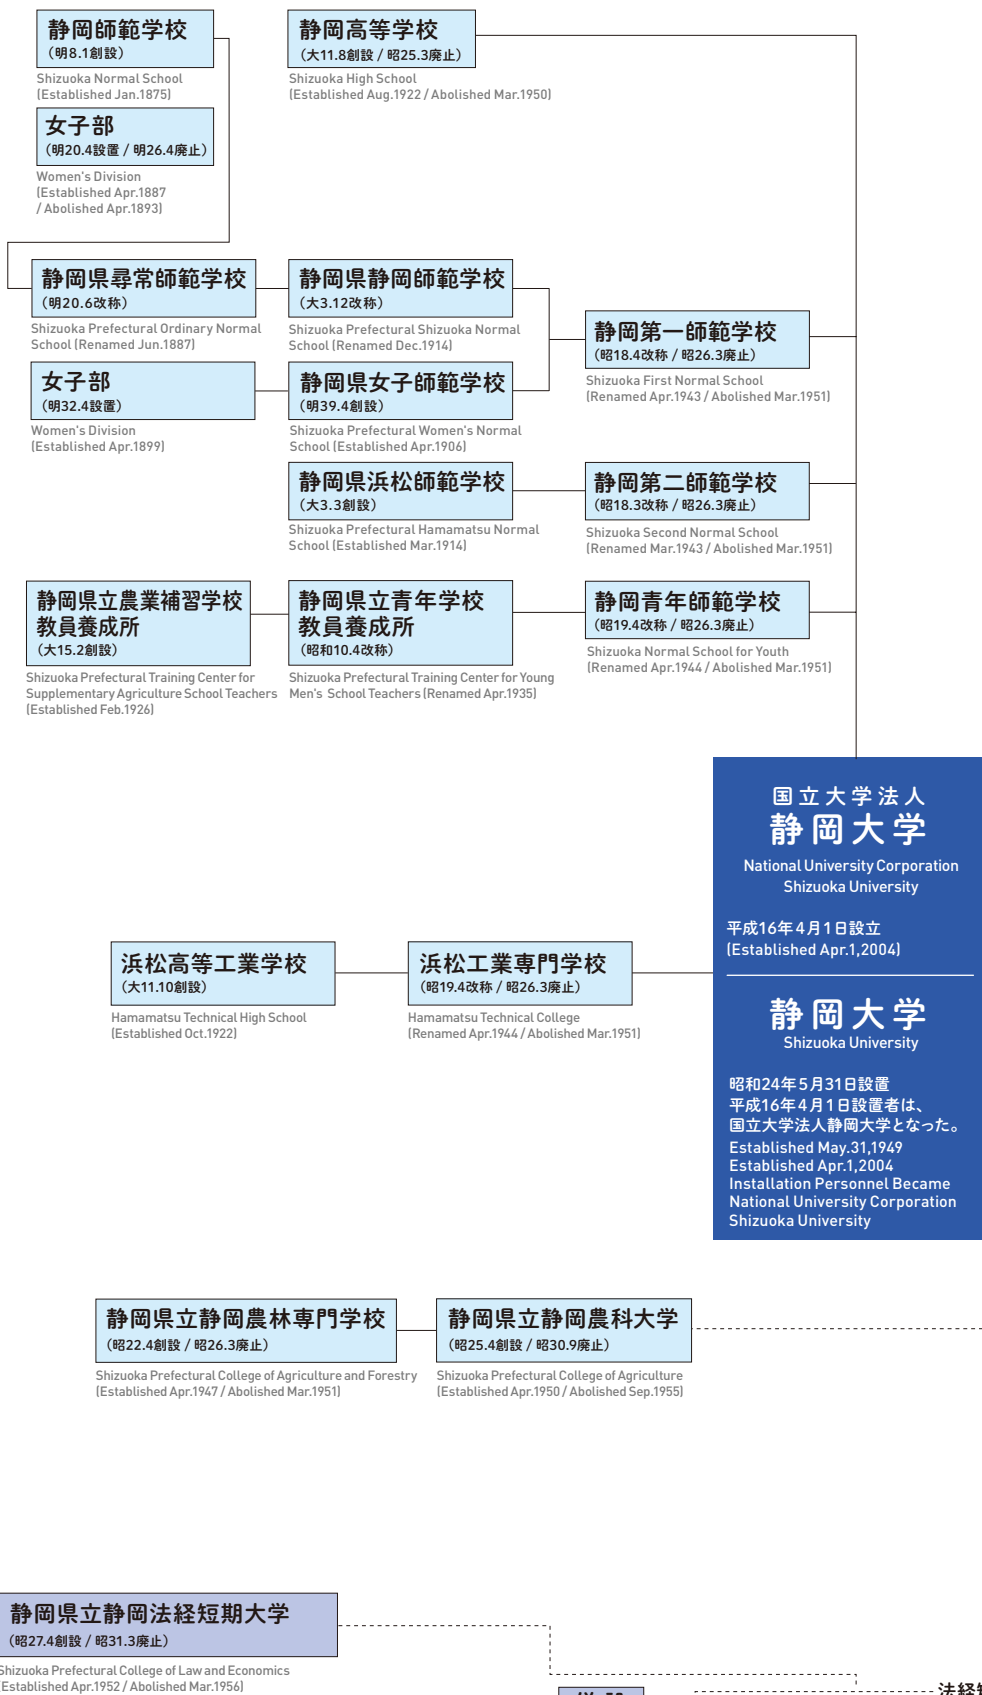 静岡師範学校
（明8.1創設）
Shizuoka Normal School
(Established Jan.1875)
女子部
（明20.4設置 / 明26.4廃止）
Women's Division
(Established Apr.1887
/ Abolished Apr.1893)
静岡高等学校
（大11.8創設 / 昭25.3廃止）
Shizuoka High School
(Established Aug.1922 / Abolished Mar.1950)
静岡県尋常師範学校
（明20.6改称）
Shizuoka Prefectural Ordinary Normal
School (Renamed Jun.1887)
静岡県静岡師範学校
（大3.12改称）
Shizuoka Prefectural Shizuoka Normal
School (Renamed Dec.1914)
静岡第一師範学校
（昭18.4改称 / 昭26.3廃止）
Shizuoka First Normal School
(Renamed Apr.1943 / Abolished Mar.1951)
女子部
（明32.4設置）
Women's Division
(Established Apr.1899)
静岡県女子師範学校
（明39.4創設）
Shizuoka Prefectural Women's Normal
School (Established Apr.1906)
静岡県浜松師範学校
（大3.3創設）
Shizuoka Prefectural Hamamatsu Normal
School (Established Mar.1914)
静岡第二師範学校
（昭18.3改称 / 昭26.3廃止）
Shizuoka Second Normal School
(Renamed Mar.1943 / Abolished Mar.1951)
静岡県立農業補習学校
教員養成所
（大15.2創設）
Shizuoka Prefectural Training Center for
Supplementary Agriculture School Teachers
(Established Feb.1926)
静岡県立青年学校
教員養成所
（昭和10.4改称）
Shizuoka Prefectural Training Center for Young
Men's School Teachers (Renamed Apr.1935)
静岡青年師範学校
（昭19.4改称 / 昭26.3廃止）
Shizuoka Normal School for Youth
(Renamed Apr.1944 / Abolished Mar.1951)
国立大学法人
静岡大学
National University Corporation
Shizuoka University
平成16年4月1日設立
(Established Apr.1,2004)
静岡大学
Shizuoka University
昭和24年5月31日設置
平成16年4月1日設置者は、
国立大学法人静岡大学となった。
Established May.31,1949
Established Apr.1,2004
Installation Personnel Became
National University Corporation
Shizuoka University
浜松高等工業学校
（大11.10創設）
Hamamatsu Technical High School
(Established Oct.1922)
浜松工業専門学校
（昭19.4改称 / 昭26.3廃止）
Hamamatsu Technical College
(Renamed Apr.1944 / Abolished Mar.1951)
静岡県立静岡農林専門学校
（昭22.4創設 / 昭26.3廃止）
Shizuoka Prefectural College of Agriculture and Forestry
(Established Apr.1947 / Abolished Mar.1951)
静岡県立静岡農科大学
（昭25.4創設 / 昭30.9廃止）
Shizuoka Prefectural College of Agriculture
(Established Apr.1950 / Abolished Sep.1955)
静岡県立静岡法経短期大学
（昭27.4創設 / 昭31.3廃止）
Shizuoka Prefectural College of Law and Economics
(Established Apr.1952 / Abolished Mar.1956)
法経